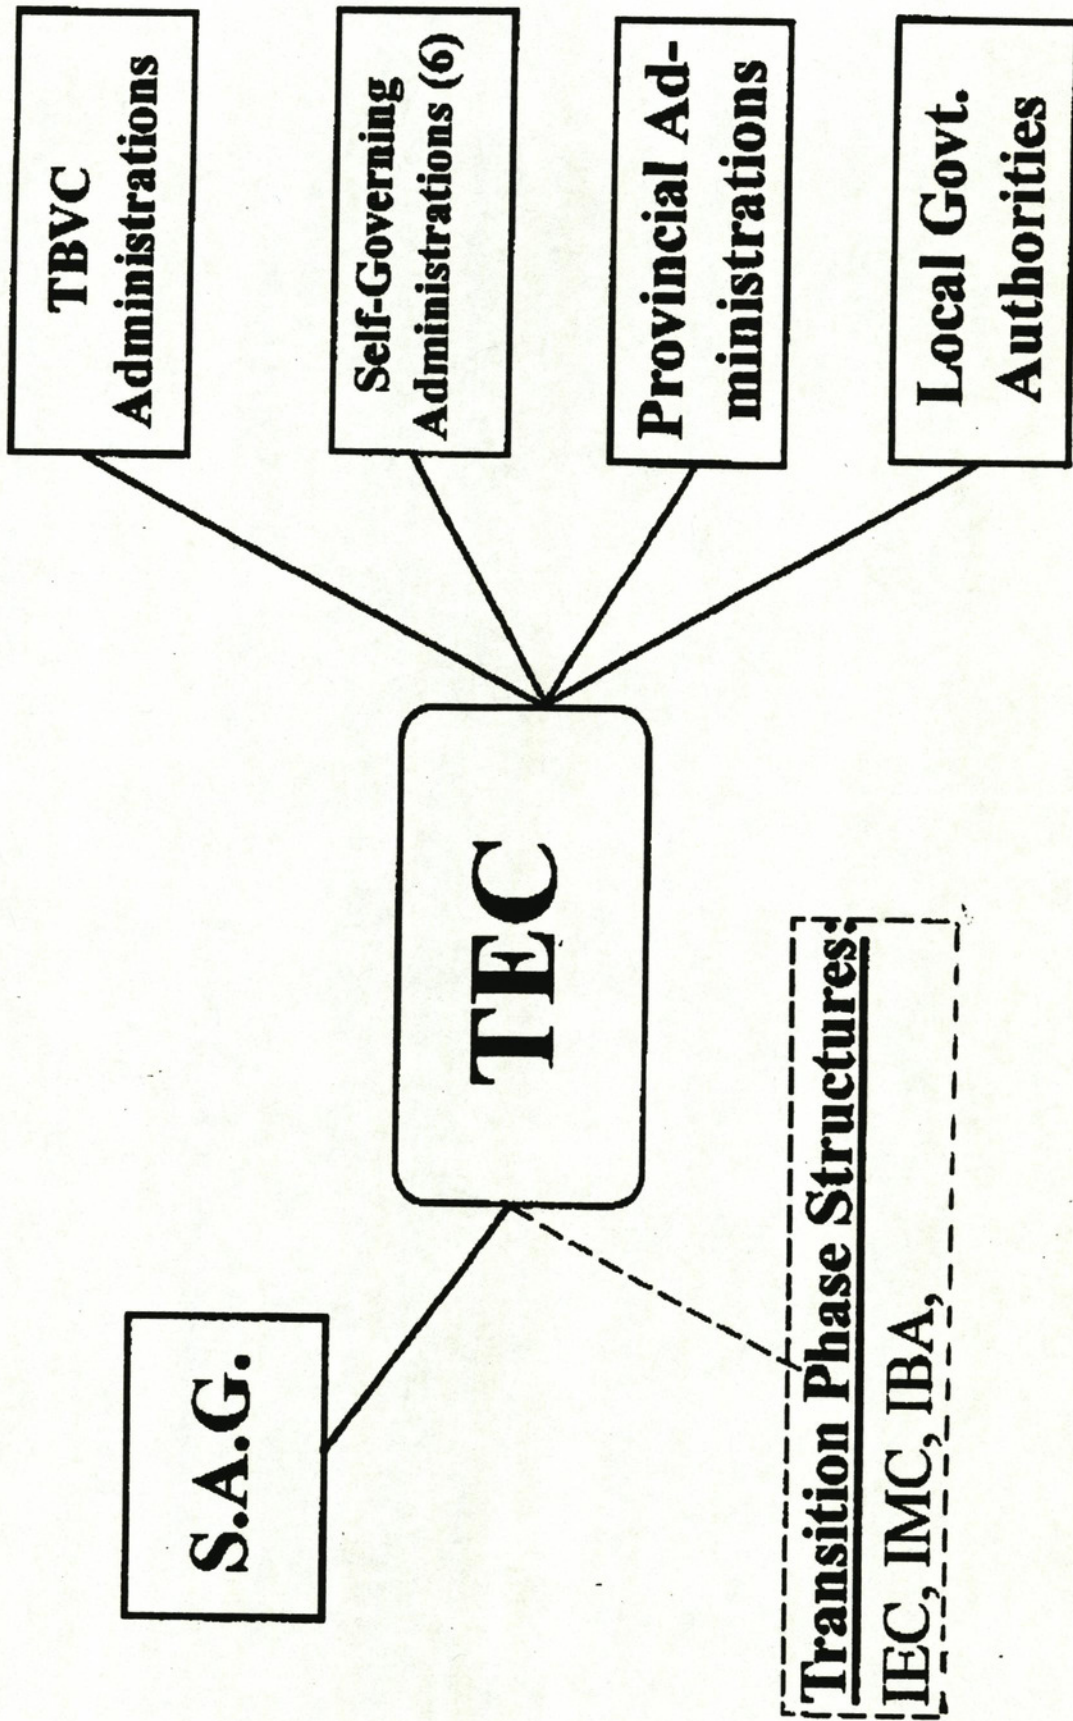 S.A.G.
TEC
Transition Phase Structures:
IEC, IMC, IBA,
TBVC
Administrations
Self-Governing
Administrations (6)
Provincial Ad-
ministrations
Local Govt.
Authorities